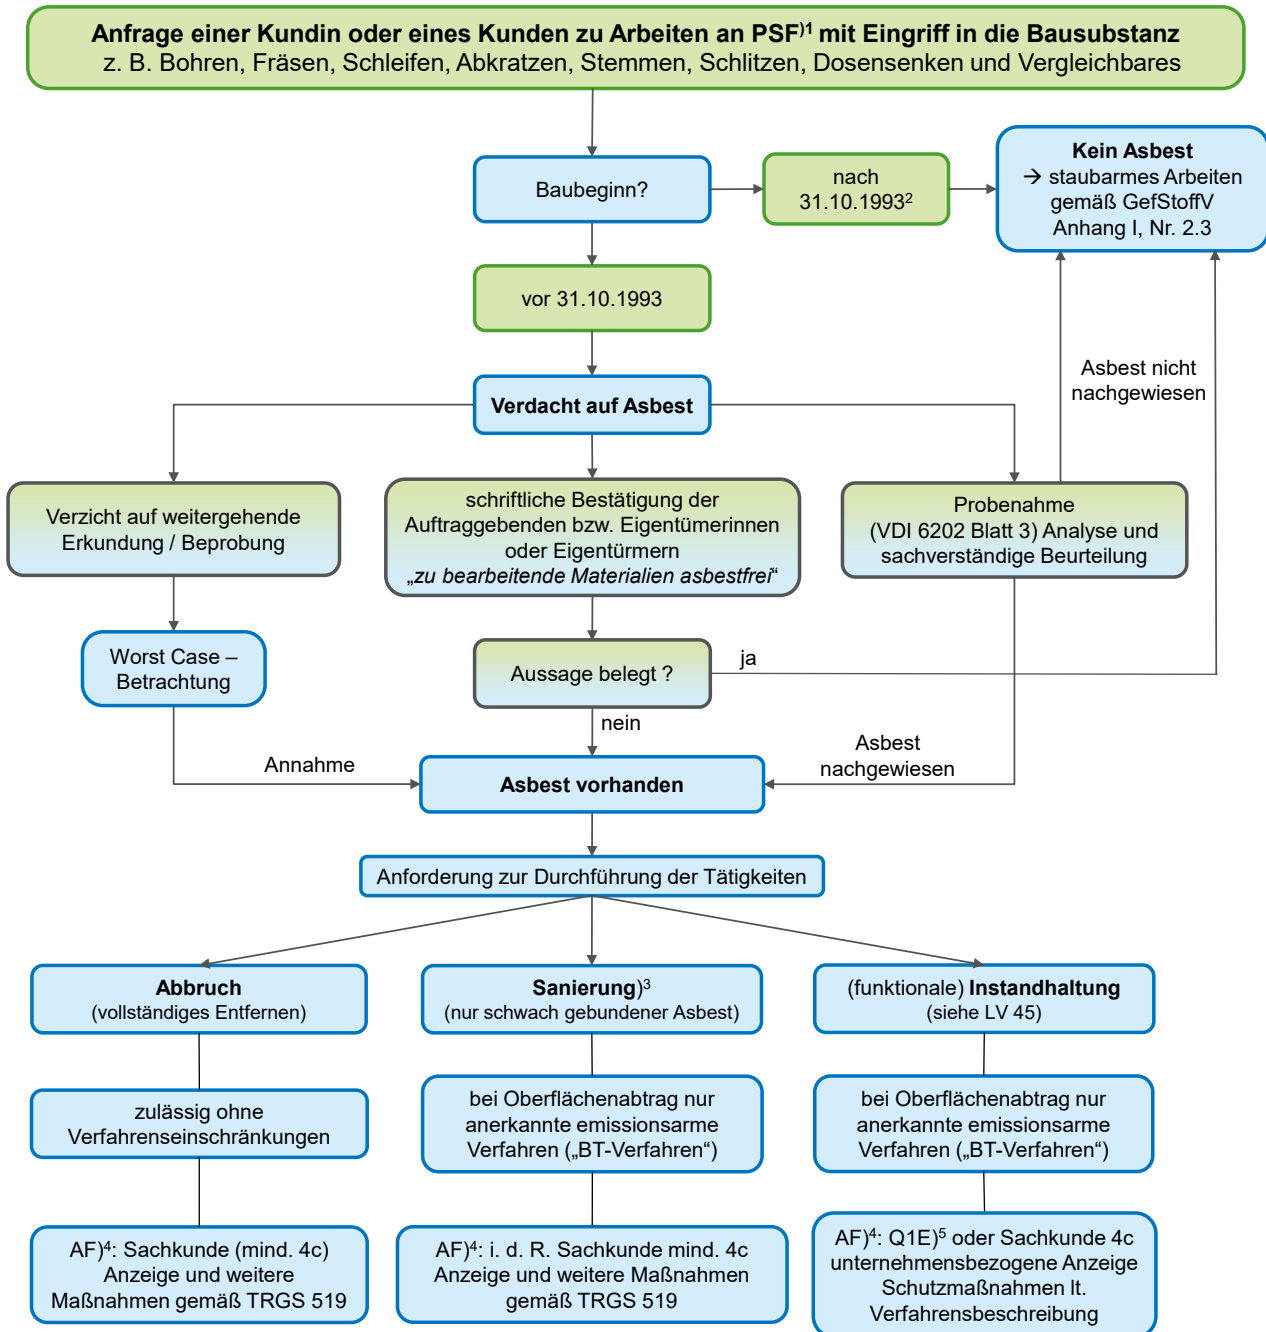 Anfrage einer Kundin oder eines Kunden zu Arbeiten an PSF)¹ mit Eingriff in die Bausubstanz
z. B. Bohren, Fräsen, Schleifen, Abkratzen, Stemmen, Schlitzen, Dosensenken und Vergleichbares
Baubeginn?
nach
31.10.1993²
Kein Asbest
→ staubarmes Arbeiten
gemäß GefStoffV
Anhang I, Nr. 2.3
vor 31.10.1993
Asbest nicht
nachgewiesen
Verdacht auf Asbest
Verzicht auf weitergehende
Erkundung / Beprobung
schriftliche Bestätigung der
Auftraggebenden bzw. Eigentümerinnen
oder Eigentürmern
„zu bearbeitende Materialien asbestfrei“
Probenahme
(VDI 6202 Blatt 3) Analyse und
sachverständige Beurteilung
Worst Case –
Betrachtung
Aussage belegt ?
ja
nein
Annahme
Asbest
nachgewiesen
Asbest vorhanden
Anforderung zur Durchführung der Tätigkeiten
Abbruch
(vollständiges Entfernen)
Sanierung)³
(nur schwach gebundener Asbest)
(funktionale) Instandhaltung
(siehe LV 45)
zulässig ohne
Verfahrenseinschränkungen
bei Oberflächenabtrag nur
anerkannte emissionsarme
Verfahren („BT-Verfahren“)
bei Oberflächenabtrag nur
anerkannte emissionsarme
Verfahren („BT-Verfahren“)
AF)⁴: Sachkunde (mind. 4c)
Anzeige und weitere
Maßnahmen gemäß TRGS 519
AF)⁴: i. d. R. Sachkunde mind. 4c
Anzeige und weitere Maßnahmen
gemäß TRGS 519
AF)⁴: Q1E)⁵ oder Sachkunde 4c
unternehmensbezogene Anzeige
Schutzmaßnahmen lt.
Verfahrensbeschreibung